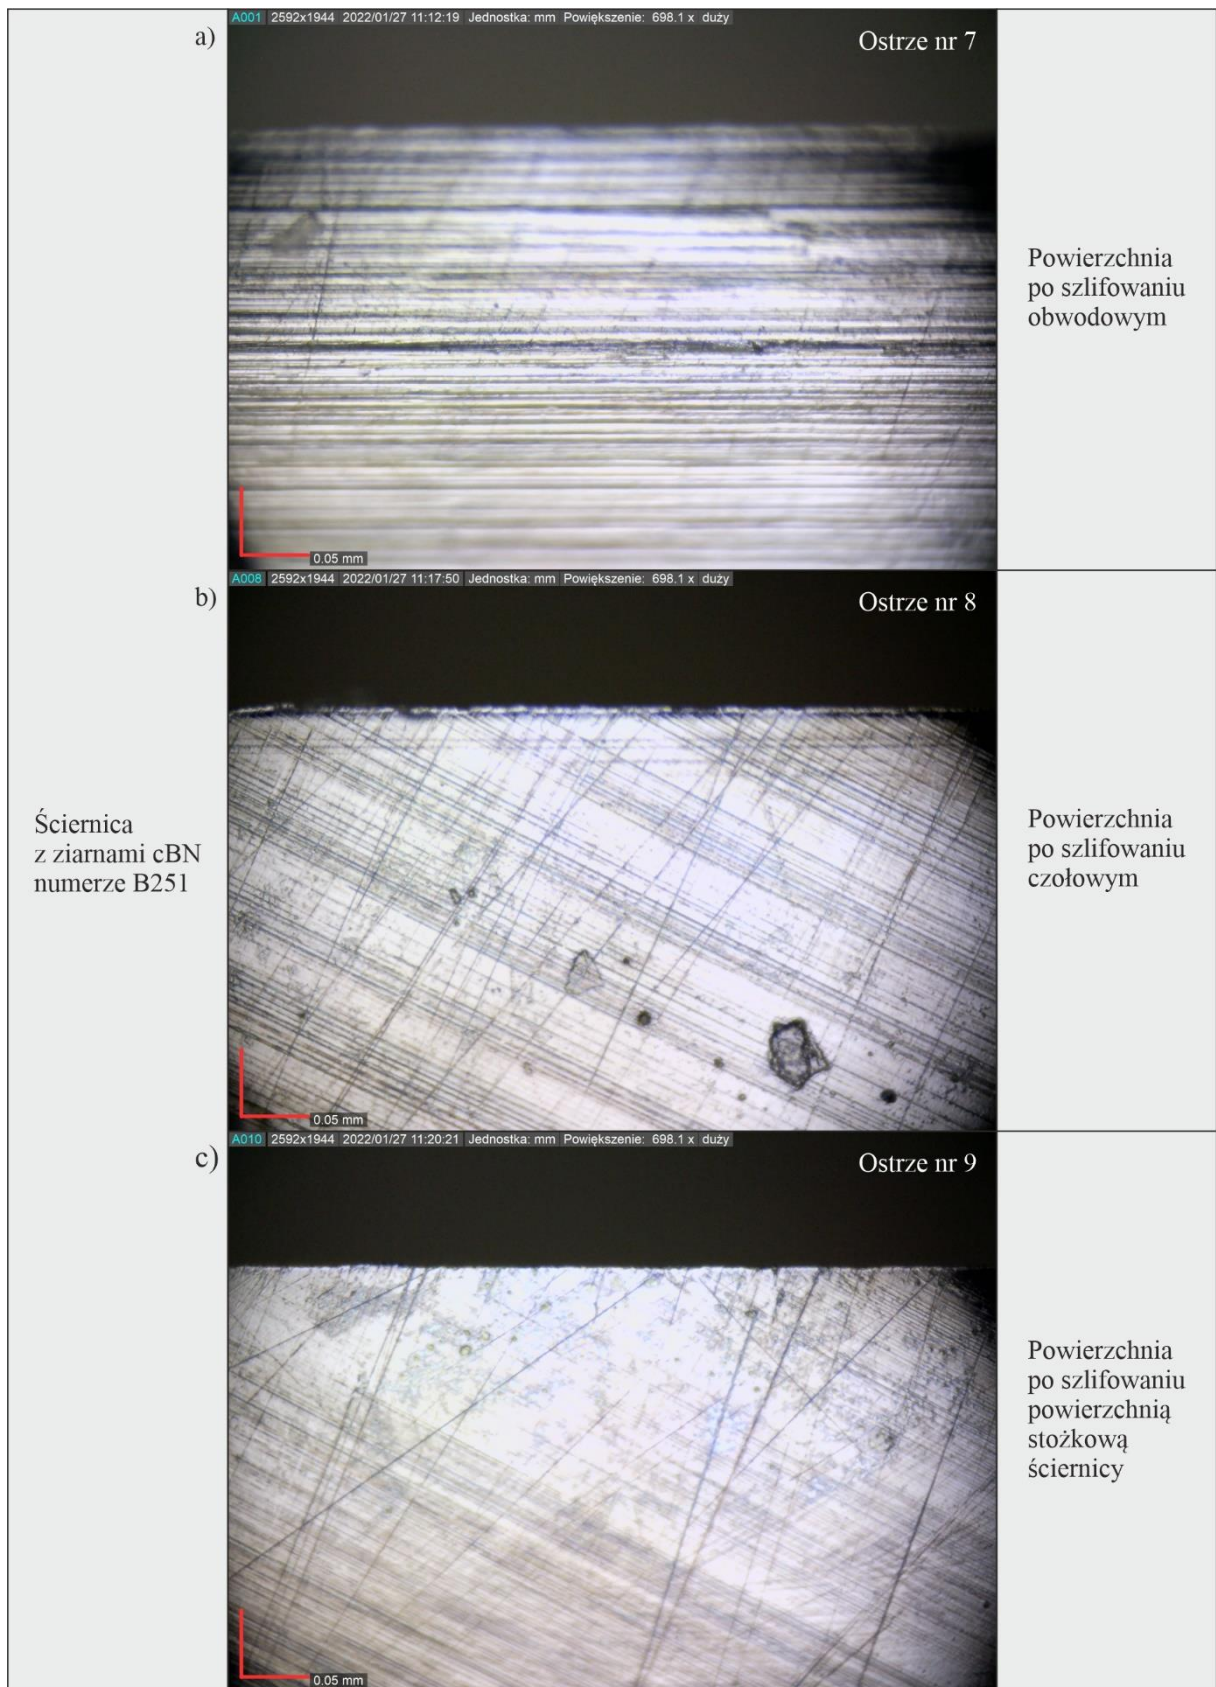 a)
A001 2592x1944 2022/01/27 11:12:19 Jednostka: mm Powiększenie: 698.1 x duży
Ostrze nr 7
Powierzchnia
po szlifowaniu
obwodowym
0.05 mm
b)
A008 2592x1944 2022/01/27 11:17:50 Jednostka: mm Powiększenie: 698.1 x duży
Ostrze nr 8
Ściernica
z ziarnami cBN
numerze B251
Powierzchnia
po szlifowaniu
czołowym
0.05 mm
c)
A010 2592x1944 2022/01/27 11:20:21 Jednostka: mm Powiększenie: 698.1 x duży
Ostrze nr 9
Powierzchnia
po szlifowaniu
powierzchnią
stożkową
ściernicy
0.05 mm